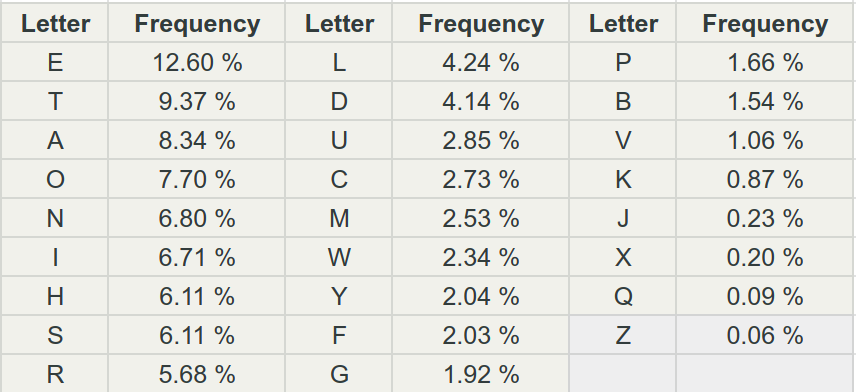 Letter Frequency Letter Frequency Letter Frequency
E 12.60 % L 4.24 % P 1.66 %
T 9.37 % D 4.14 % B 1.54 %
A 8.34 % U 2.85 % V 1.06 %
O 7.70 % C 2.73 % K 0.87 %
N 6.80 % M 2.53 % J 0.23 %
I 6.71 % W 2.34 % X 0.20 %
H 6.11 % Y 2.04 % Q 0.09 %
S 6.11 % F 2.03 % Z 0.06 %
R 5.68 % G 1.92 %